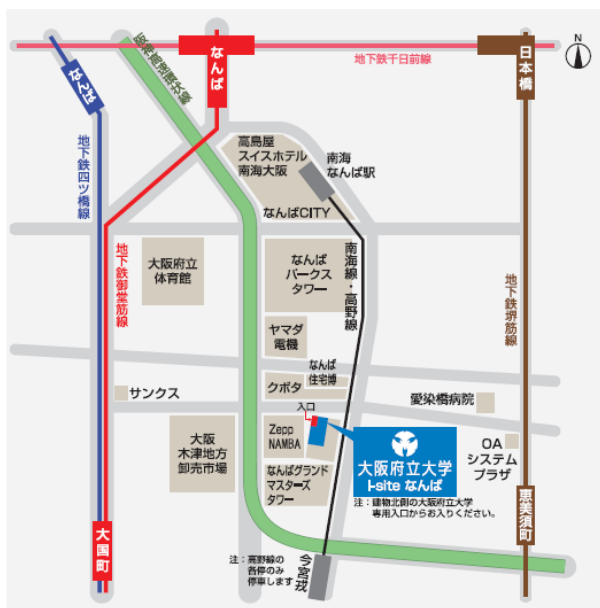 N
なんば
なんば
日本橋
地下鉄千日前線
阪神高速環状線
地下鉄四ツ橋線
高島屋
スイスホテル
南海大阪
南海
なんば駅
なんばCITY
地下鉄御堂筋線
大阪府立
体育館
なんば
パークス
タワー
南海線・高野線
地下鉄堺筋線
ヤマダ
電機
なんば
住宅博
クボタ
サンクス
愛染橋病院
入口
Zepp
NAMBA
大阪
木津地方
卸売市場
大阪府立大学
I-site なんば
OA
システム
プラザ
なんばグランド
マスターズ
タワー
注：建物北側の大阪府立大学
専用入口からお入りください。
大国町
恵美須町
注：高野線の
各停のみ
停車します
今宮戎